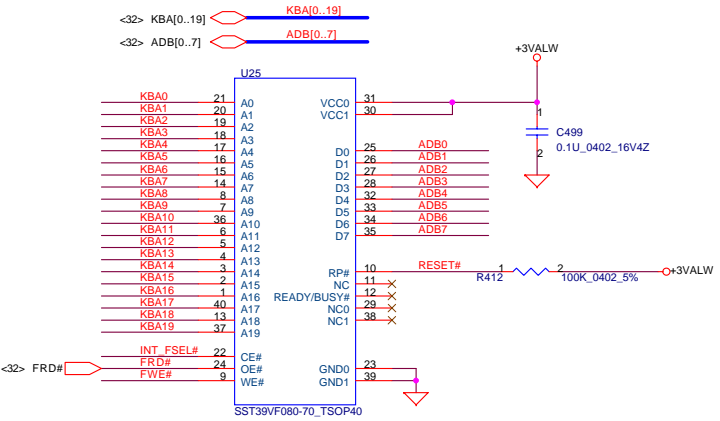 <32> KBA[0..19] KBA[0..19]
<32> ADB[0..7] ADB[0..7]
+3VALW
U25
KBA0 21 A0 VCC0 31
KBA1 20 A1 VCC1 30
KBA2 19 A2
KBA3 18 A3
KBA4 17 A4 D0 25 ADB0
KBA5 16 A5 D1 26 ADB1
KBA6 15 A6 D2 27 ADB2
KBA7 14 A7 D3 28 ADB3
KBA8 8 A8 D4 32 ADB4
KBA9 7 A9 D5 33 ADB5
KBA10 36 A10 D6 34 ADB6
KBA11 6 A11 D7 35 ADB7
1
C499
2 0.1U_0402_16V4Z
KBA12 5 A12
KBA13 4 A13
KBA14 3 A14 RP# 10 RESET# R412 1 2 100K_0402_5% +3VALW
KBA15 2 A15 NC 11
KBA16 1 A16 READY/BUSY# 12
KBA17 40 A17 NC0 29
KBA18 13 A18 NC1 38
KBA19 37 A19
INT_FSEL# 22 CE#
<32> FRD# FRD# 24 OE# GND0 23
FWE# 9 WE# GND1 39
SST39VF080-70_TSOP40